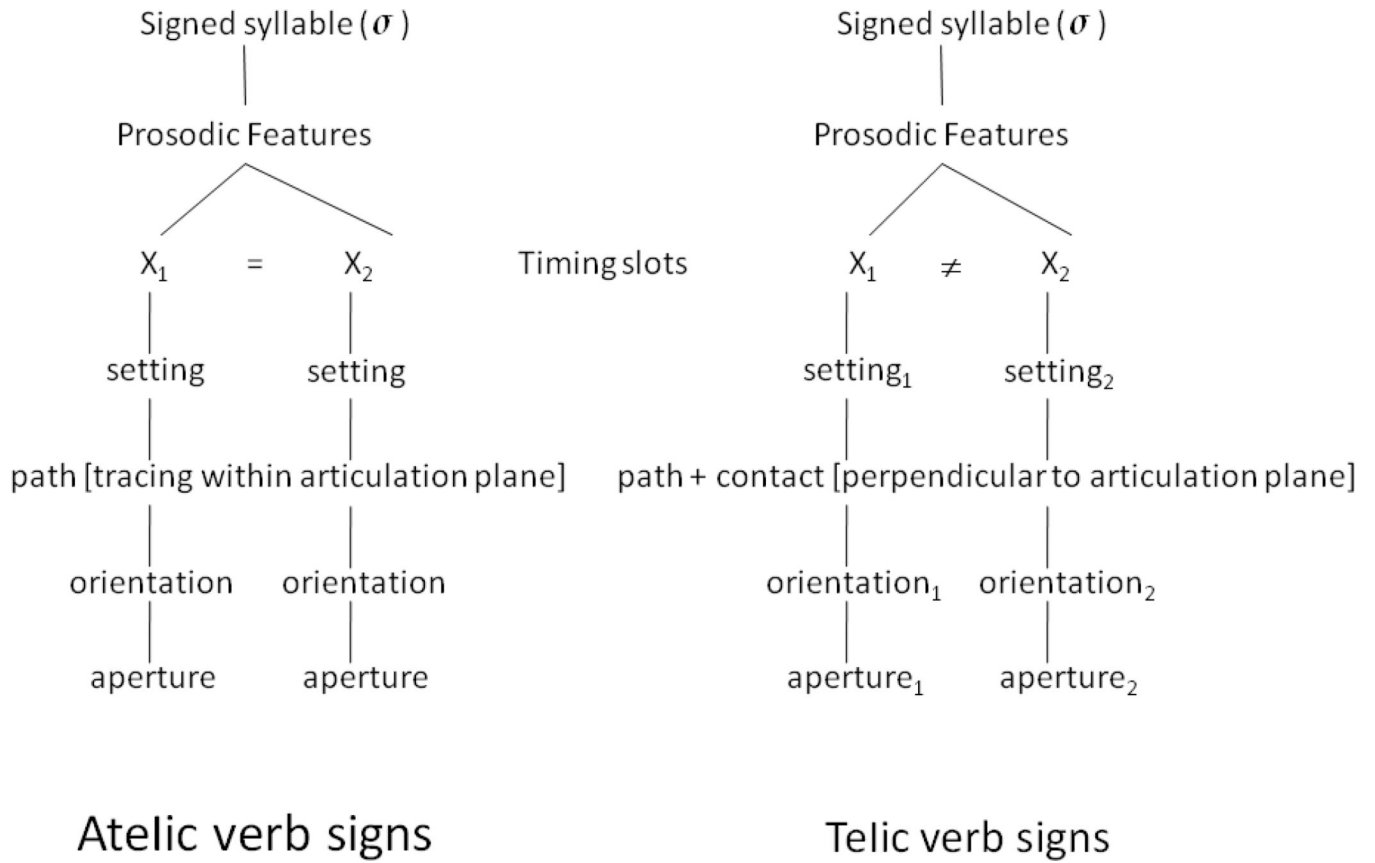 Signed syllable (σ) Signed syllable (σ)
Prosodic Features Prosodic Features
X₁ = X₂ Timing slots X₁ ≠ X₂
setting setting setting₁ setting₂
path [tracing within articulation plane] path + contact [perpendicular to articulation plane]
orientation orientation orientation₁ orientation₂
aperture aperture aperture₁ aperture₂
Atelic verb signs Telic verb signs